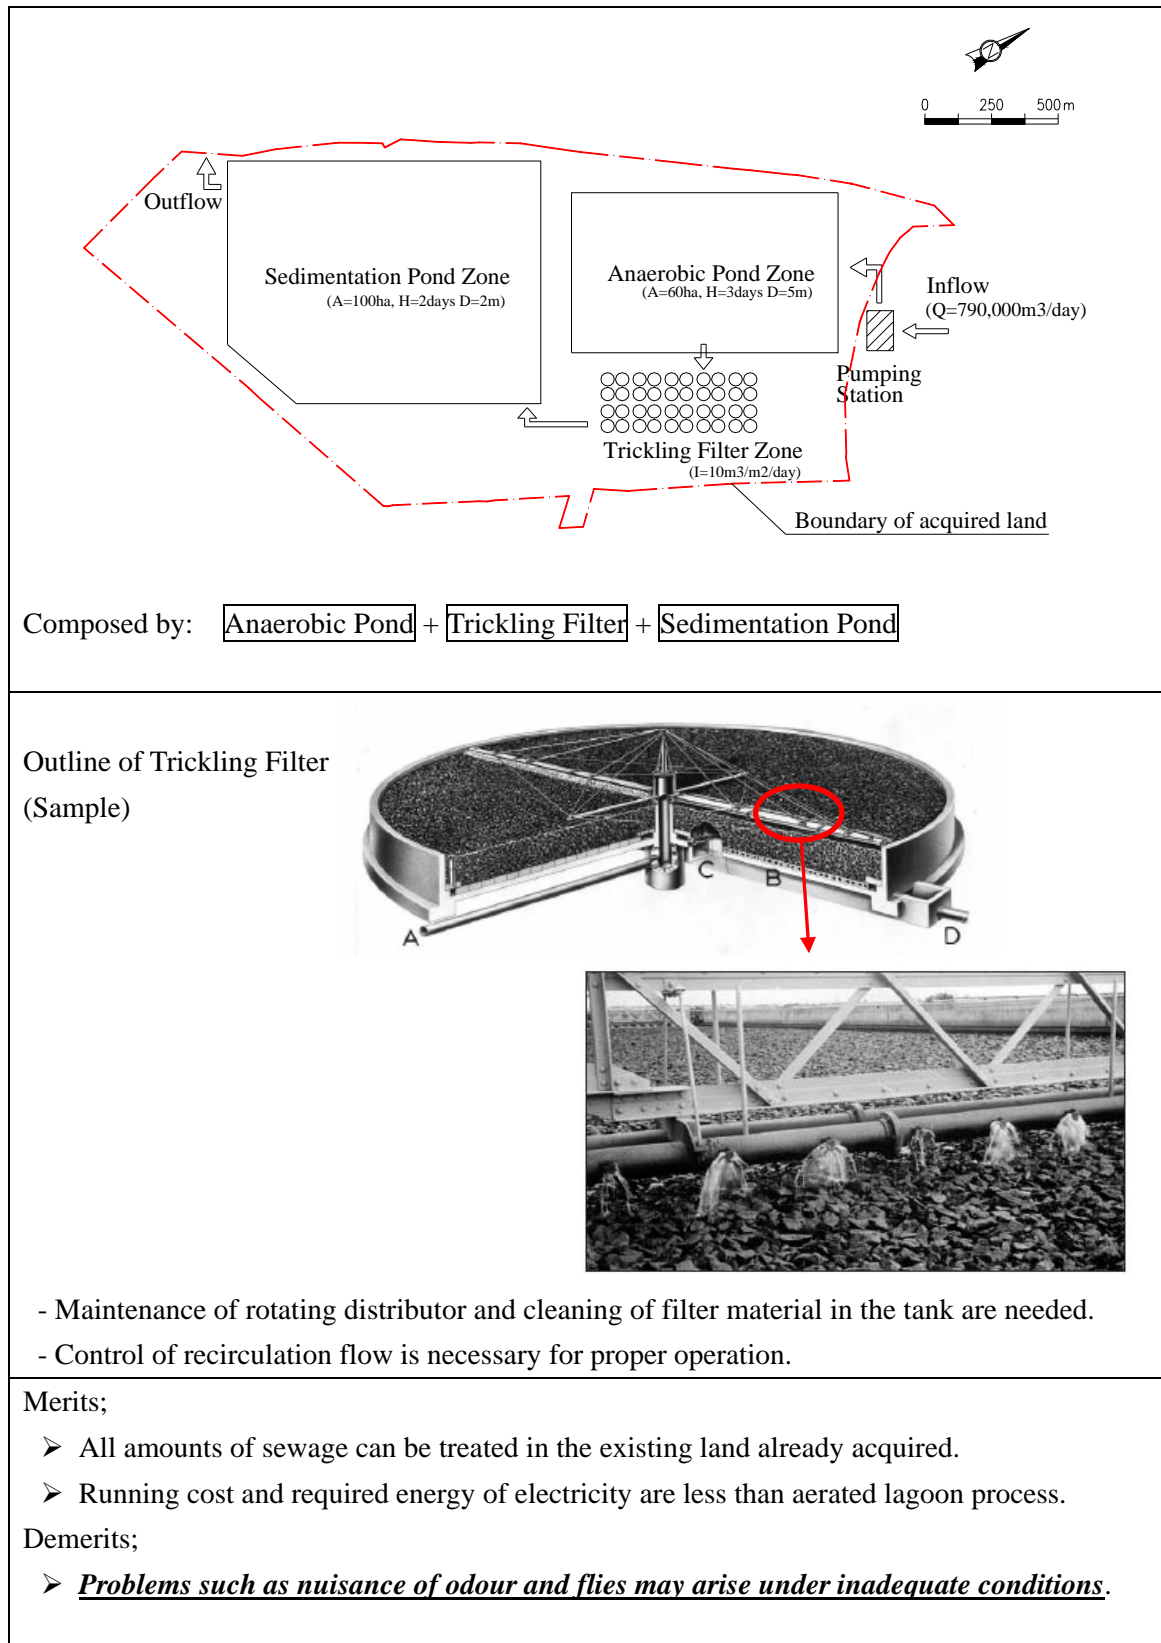 0 250 500m
Outflow
Sedimentation Pond Zone
(A=100ha, H=2days D=2m)
Anaerobic Pond Zone
(A=60ha, H=3days D=5m)
Inflow
(Q=790,000m3/day)
Pumping
Station
Trickling Filter Zone
(I=10m3/m2/day)
Boundary of acquired land
Composed by: Anaerobic Pond + Trickling Filter + Sedimentation Pond
Outline of Trickling Filter
(Sample)
A
C
B
D
- Maintenance of rotating distributor and cleaning of filter material in the tank are needed.
- Control of recirculation flow is necessary for proper operation.
Merits;
➢ All amounts of sewage can be treated in the existing land already acquired.
➢ Running cost and required energy of electricity are less than aerated lagoon process.
Demerits;
➢ Problems such as nuisance of odour and flies may arise under inadequate conditions.